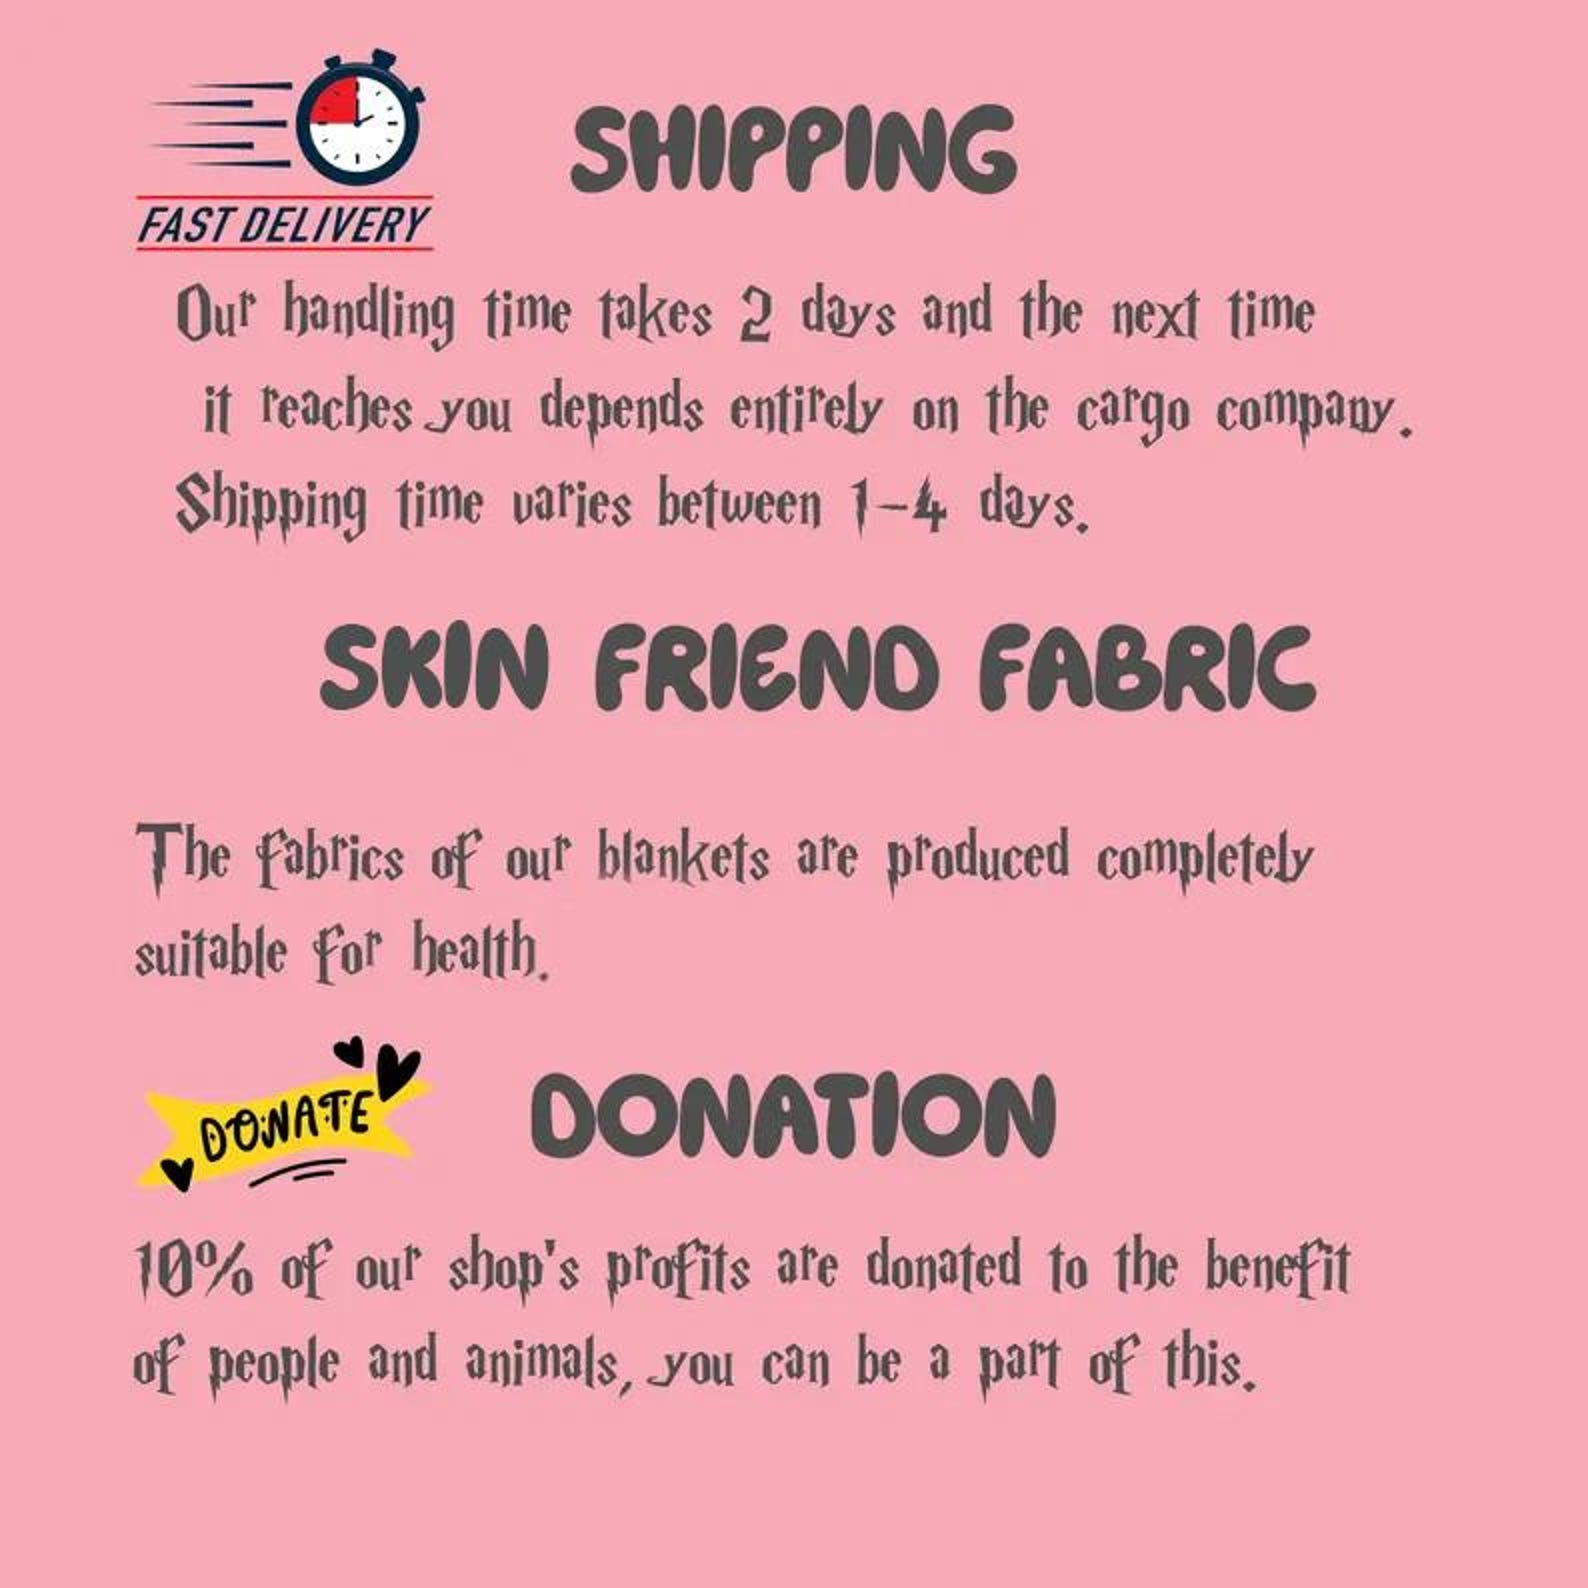 SHIPPING
FAST DELIVERY
Our handling time takes 2 days and the next time
it reaches you depends entirely on the cargo company.
Shipping time varies between 1-4 days.
SKIN FRIEND FABRIC
The fabrics of our blankets are produced completely
suitable for health.
DONATE
DONATION
10% of our shop's profits are donated to the benefit
of people and animals, you can be a part of this.